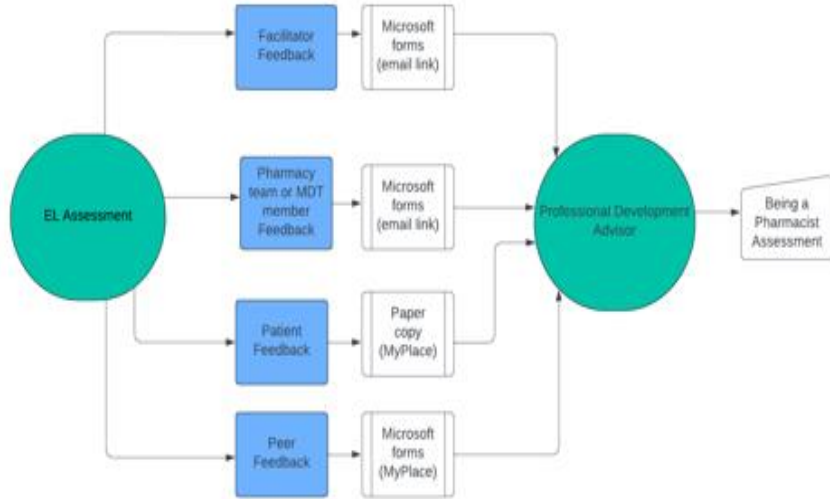 Facilitator
Feedback
Microsoft
forms
(email link)
EL Assessment
Pharmacy
team or MDT
member
Feedback
Microsoft
forms
(email link)
Professional Development
Advisor
Being a
Pharmacist
Assessment
Patient
Feedback
Paper
copy
(MyPlace)
Peer
Feedback
Microsoft
forms
(MyPlace)